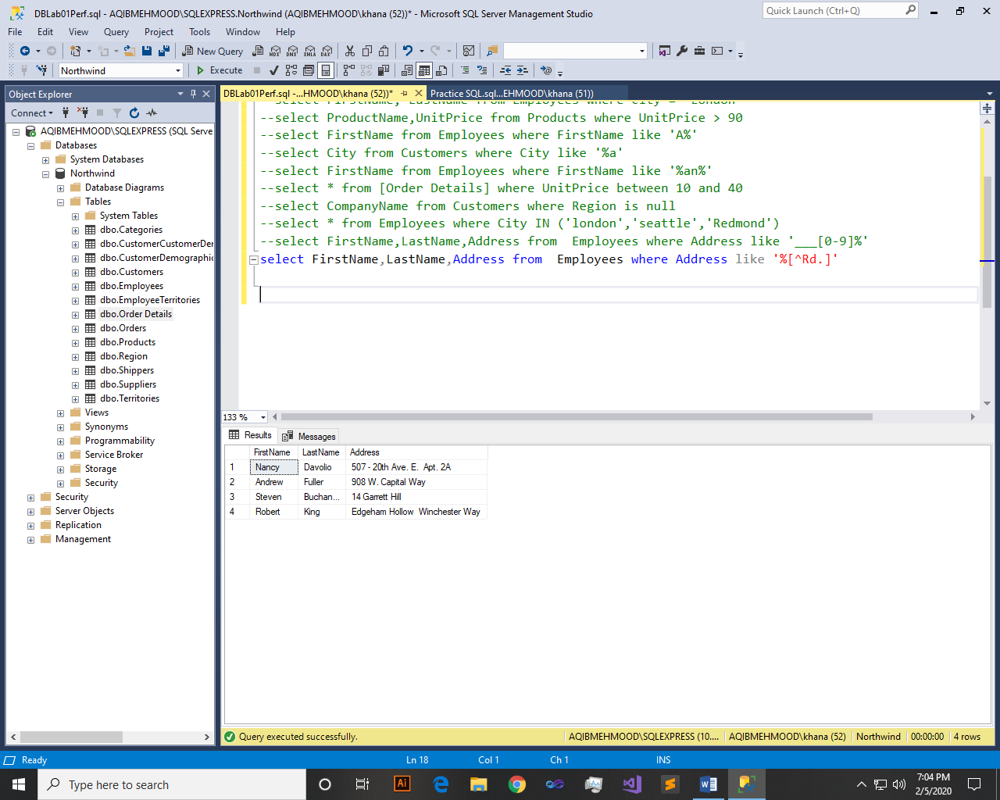 DBLab01Perf.sql - AQIBMEHMOOD\SQLEXPRESS.Northwind (AQIBMEHMOOD\khana (52))* - Microsoft SQL Server Management Studio
Quick Launch (Ctrl+Q)
File Edit View Query Project Tools Window Help
New Query MDX DMX XMLA DAX
Northwind Execute
Object Explorer
DBLab01Perf.sql -...HMOOD\khana (52))* Practice SQL.sql...EHMOOD\khana (51))
Connect
AQIBMEHMOOD\SQLEXPRESS (SQL Serve
Databases
System Databases
Northwind
Database Diagrams
Tables
System Tables
dbo.Categories
dbo.CustomerCustomerDer
dbo.CustomerDemographic
dbo.Customers
dbo.Employees
dbo.EmployeeTerritories
dbo.Order Details
dbo.Orders
dbo.Products
dbo.Region
dbo.Shippers
dbo.Suppliers
dbo.Territories
Views
Synonyms
Programmability
Service Broker
Storage
Security
Security
Server Objects
Replication
Management
--select FirstName, LastName from Employees where City = 'London'
--select ProductName,UnitPrice from Products where UnitPrice > 90
--select FirstName from Employees where FirstName like 'A%'
--select City from Customers where City like '%a'
--select FirstName from Employees where FirstName like '%an%'
--select * from [Order Details] where UnitPrice between 10 and 40
--select CompanyName from Customers where Region is null
--select * from Employees where City IN ('london','seattle','Redmond')
--select FirstName,LastName,Address from  Employees where Address like '___[0-9]%'
select FirstName,LastName,Address from  Employees where Address like '%[^Rd.]'
133 %
Results Messages
FirstName LastName Address
1 Nancy Davolio 507 - 20th Ave. E.  Apt. 2A
2 Andrew Fuller 908 W. Capital Way
3 Steven Buchan... 14 Garrett Hill
4 Robert King Edgeham Hollow  Winchester Way
Query executed successfully. AQIBMEHMOOD\SQLEXPRESS (10.... AQIBMEHMOOD\khana (52) Northwind 00:00:00 4 rows
Ready Ln 18 Col 1 Ch 1 INS
Type here to search
Ai
7:04 PM
2/5/2020